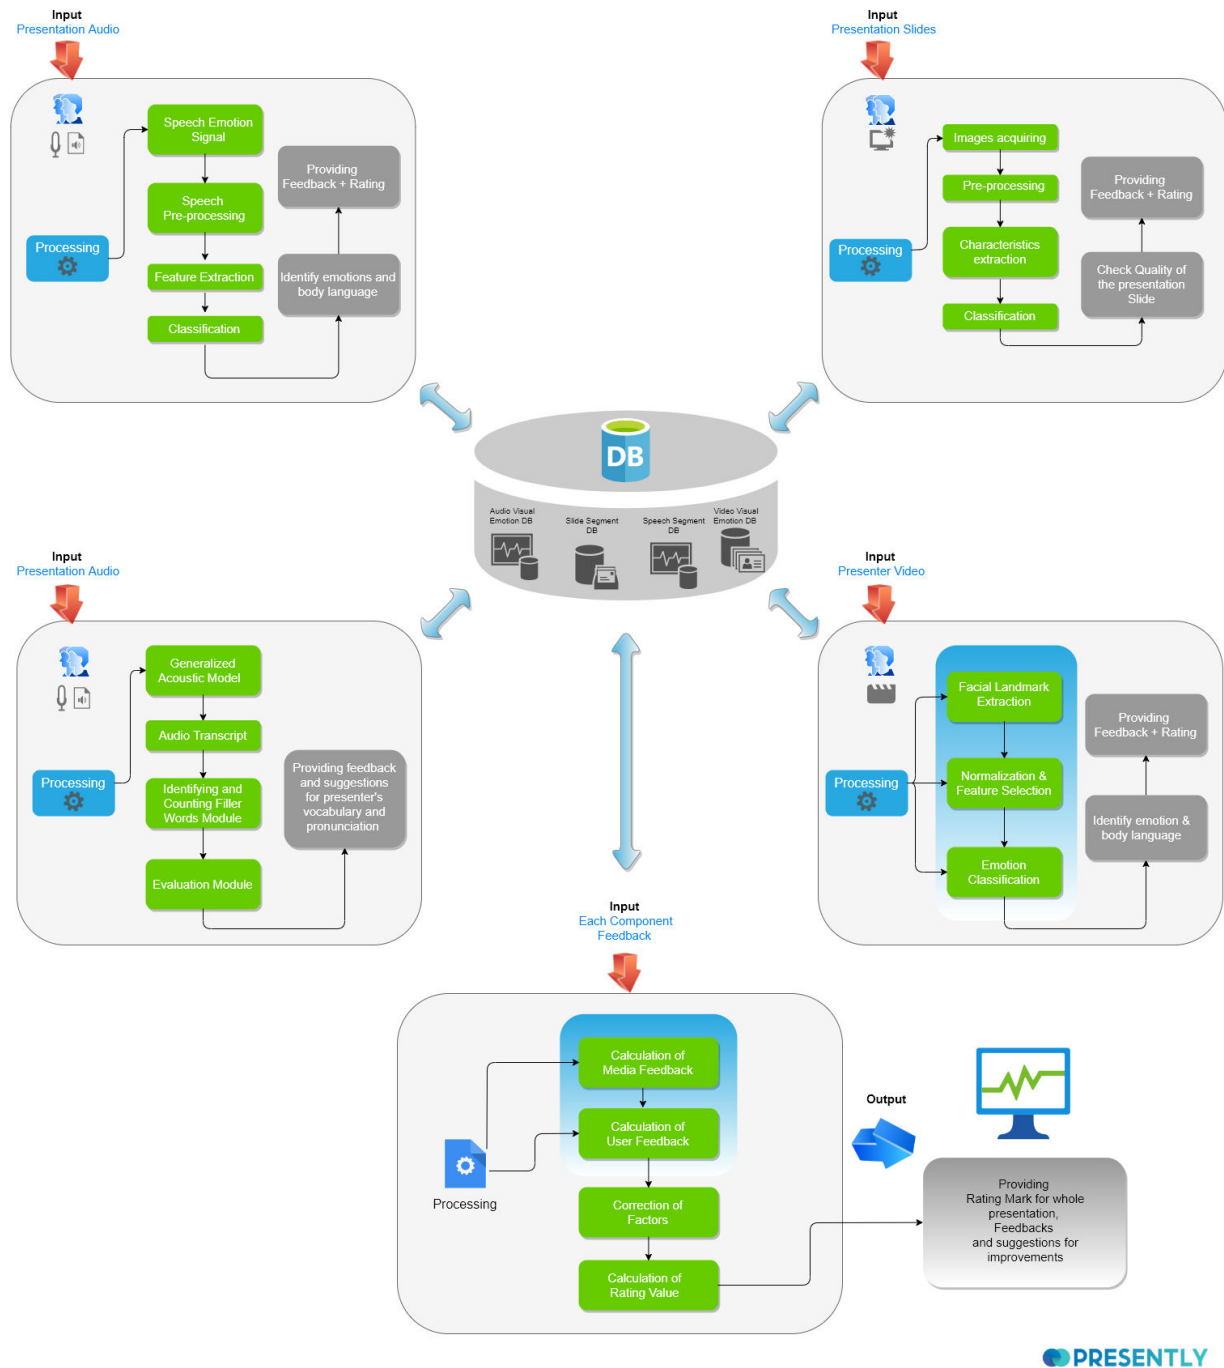 Input
Presentation Audio
Speech Emotion
Signal
Speech
Pre-processing
Feature Extraction
Classification
Processing
Providing
Feedback + Rating
Identify emotions and
body language
Input
Presentation Slides
Images acquiring
Pre-processing
Characteristics
extraction
Classification
Processing
Providing
Feedback + Rating
Check Quality of
the presentation
Slide
DB
Audio Visual
Emotion DB
Slide Segment
DB
Speech Segment
DB
Video Visual
Emotion DB
Input
Presentation Audio
Generalized
Acoustic Model
Audio Transcript
Identifying and
Counting Filler
Words Module
Evaluation Module
Processing
Providing feedback
and suggestions
for presenter's
vocabulary and
pronunciation
Input
Presenter Video
Facial Landmark
Extraction
Normalization &
Feature Selection
Emotion
Classification
Processing
Providing
Feedback + Rating
Identify emotion &
body language
Input
Each Component
Feedback
Calculation of
Media Feedback
Calculation of
User Feedback
Correction of
Factors
Calculation of
Rating Value
Processing
Output
Providing
Rating Mark for whole
presentation,
Feedbacks
and suggestions for
improvements
PRESENTLY